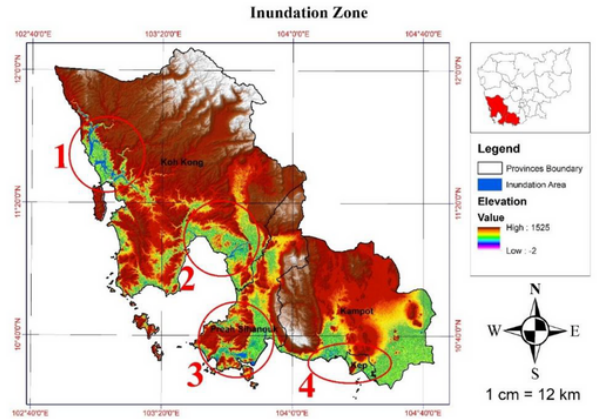 Inundation Zone
102°40'0"E 103°20'0"E 104°0'0"E 104°40'0"E
12°0'0"N 12°0'0"N
1
Koh Kong
11°20'0"N 11°20'0"N
2
Kampot
Preah Sihanouk
10°40'0"N 10°40'0"N
Kep
3
4
102°40'0"E 103°20'0"E 104°0'0"E 104°40'0"E
Legend
Provinces Boundary
Inundation Area
Elevation
Value
High : 1525
Low : -2
N
W E
S
1 cm = 12 km